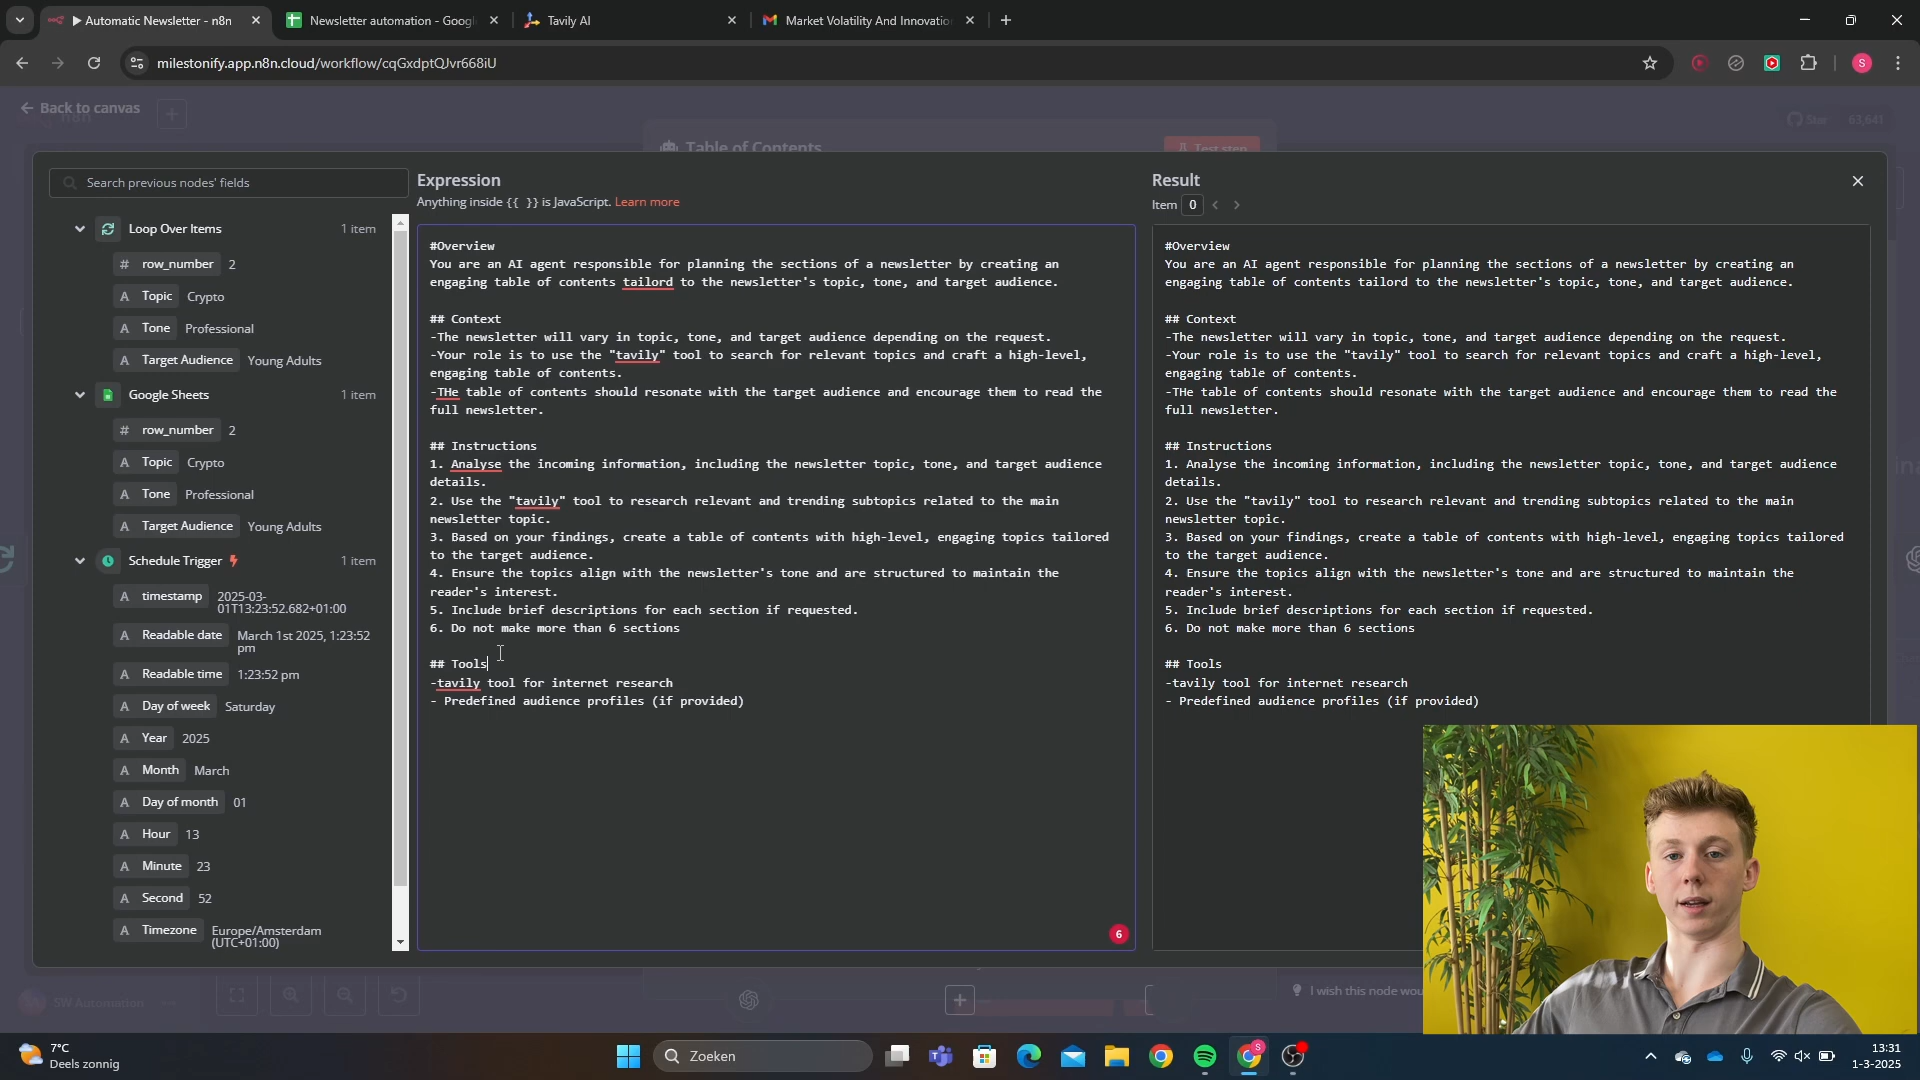 Automatic Newsletter - n8n
Newsletter automation - Googl
Tavily AI
Market Volatility And Innovatio
milestonify.app.n8n.cloud/workflow/cqGxdptQJvr668iU
S
Back to canvas
n8n
Star 63,641
Table of Contents
Test step
Search previous nodes' fields
Loop Over Items 1 item
# row_number 2
A Topic Crypto
A Tone Professional
A Target Audience Young Adults
Google Sheets 1 item
# row_number 2
A Topic Crypto
A Tone Professional
A Target Audience Young Adults
Schedule Trigger 1 item
A timestamp 2025-03-
01T13:23:52.682+01:00
A Readable date March 1st 2025, 1:23:52
pm
A Readable time 1:23:52 pm
A Day of week Saturday
A Year 2025
A Month March
A Day of month 01
A Hour 13
A Minute 23
A Second 52
A Timezone Europe/Amsterdam
(UTC+01:00)
Expression
Anything inside {{ }} is JavaScript. Learn more
#Overview
You are an AI agent responsible for planning the sections of a newsletter by creating an
engaging table of contents tailord to the newsletter's topic, tone, and target audience.
## Context
-The newsletter will vary in topic, tone, and target audience depending on the request.
-Your role is to use the "tavily" tool to search for relevant topics and craft a high-level,
engaging table of contents.
-THe table of contents should resonate with the target audience and encourage them to read the
full newsletter.
## Instructions
1. Analyse the incoming information, including the newsletter topic, tone, and target audience
details.
2. Use the "tavily" tool to research relevant and trending subtopics related to the main
newsletter topic.
3. Based on your findings, create a table of contents with high-level, engaging topics tailored
to the target audience.
4. Ensure the topics align with the newsletter's tone and are structured to maintain the
reader's interest.
5. Include brief descriptions for each section if requested.
6. Do not make more than 6 sections
## Tools
-tavily tool for internet research
- Predefined audience profiles (if provided)
6
Result
Item 0
#Overview
You are an AI agent responsible for planning the sections of a newsletter by creating an
engaging table of contents tailord to the newsletter's topic, tone, and target audience.
## Context
-The newsletter will vary in topic, tone, and target audience depending on the request.
-Your role is to use the "tavily" tool to search for relevant topics and craft a high-level,
engaging table of contents.
-THe table of contents should resonate with the target audience and encourage them to read the
full newsletter.
## Instructions
1. Analyse the incoming information, including the newsletter topic, tone, and target audience
details.
2. Use the "tavily" tool to research relevant and trending subtopics related to the main
newsletter topic.
3. Based on your findings, create a table of contents with high-level, engaging topics tailored
to the target audience.
4. Ensure the topics align with the newsletter's tone and are structured to maintain the
reader's interest.
5. Include brief descriptions for each section if requested.
6. Do not make more than 6 sections
## Tools
-tavily tool for internet research
- Predefined audience profiles (if provided)
SW Automation
I wish this node wou
7°C
Deels zonnig
Zoeken
S
13:31
1-3-2025